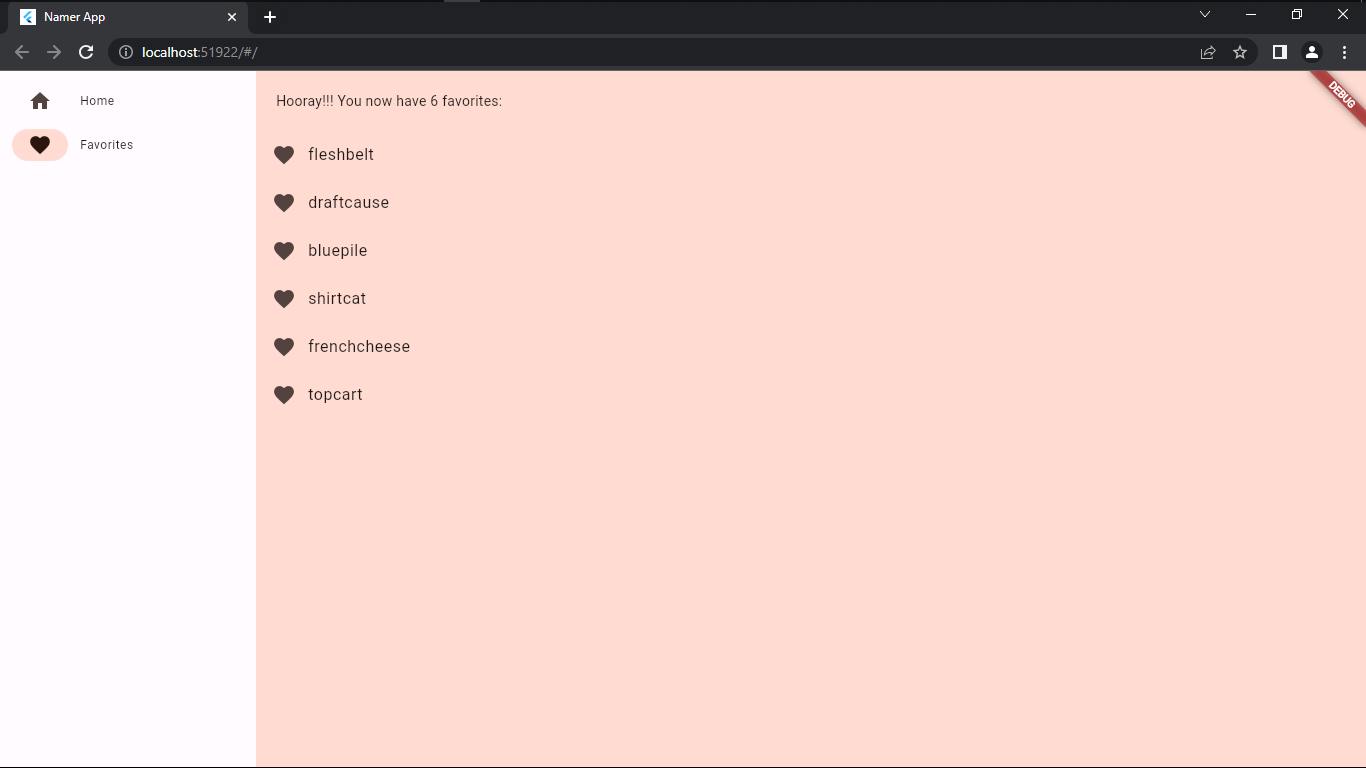 Namer App
localhost:51922/#/
Home
Favorites
Hooray!!! You now have 6 favorites:
fleshbelt
draftcause
bluepile
shirtcat
frenchcheese
topcart
DEBUG